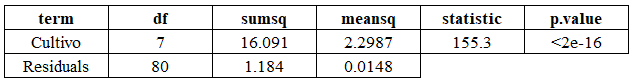 term df sumsq meansq statistic p.value
Cultivo 7 16.091 2.2987 155.3 <2e-16
Residuals 80 1.184 0.0148